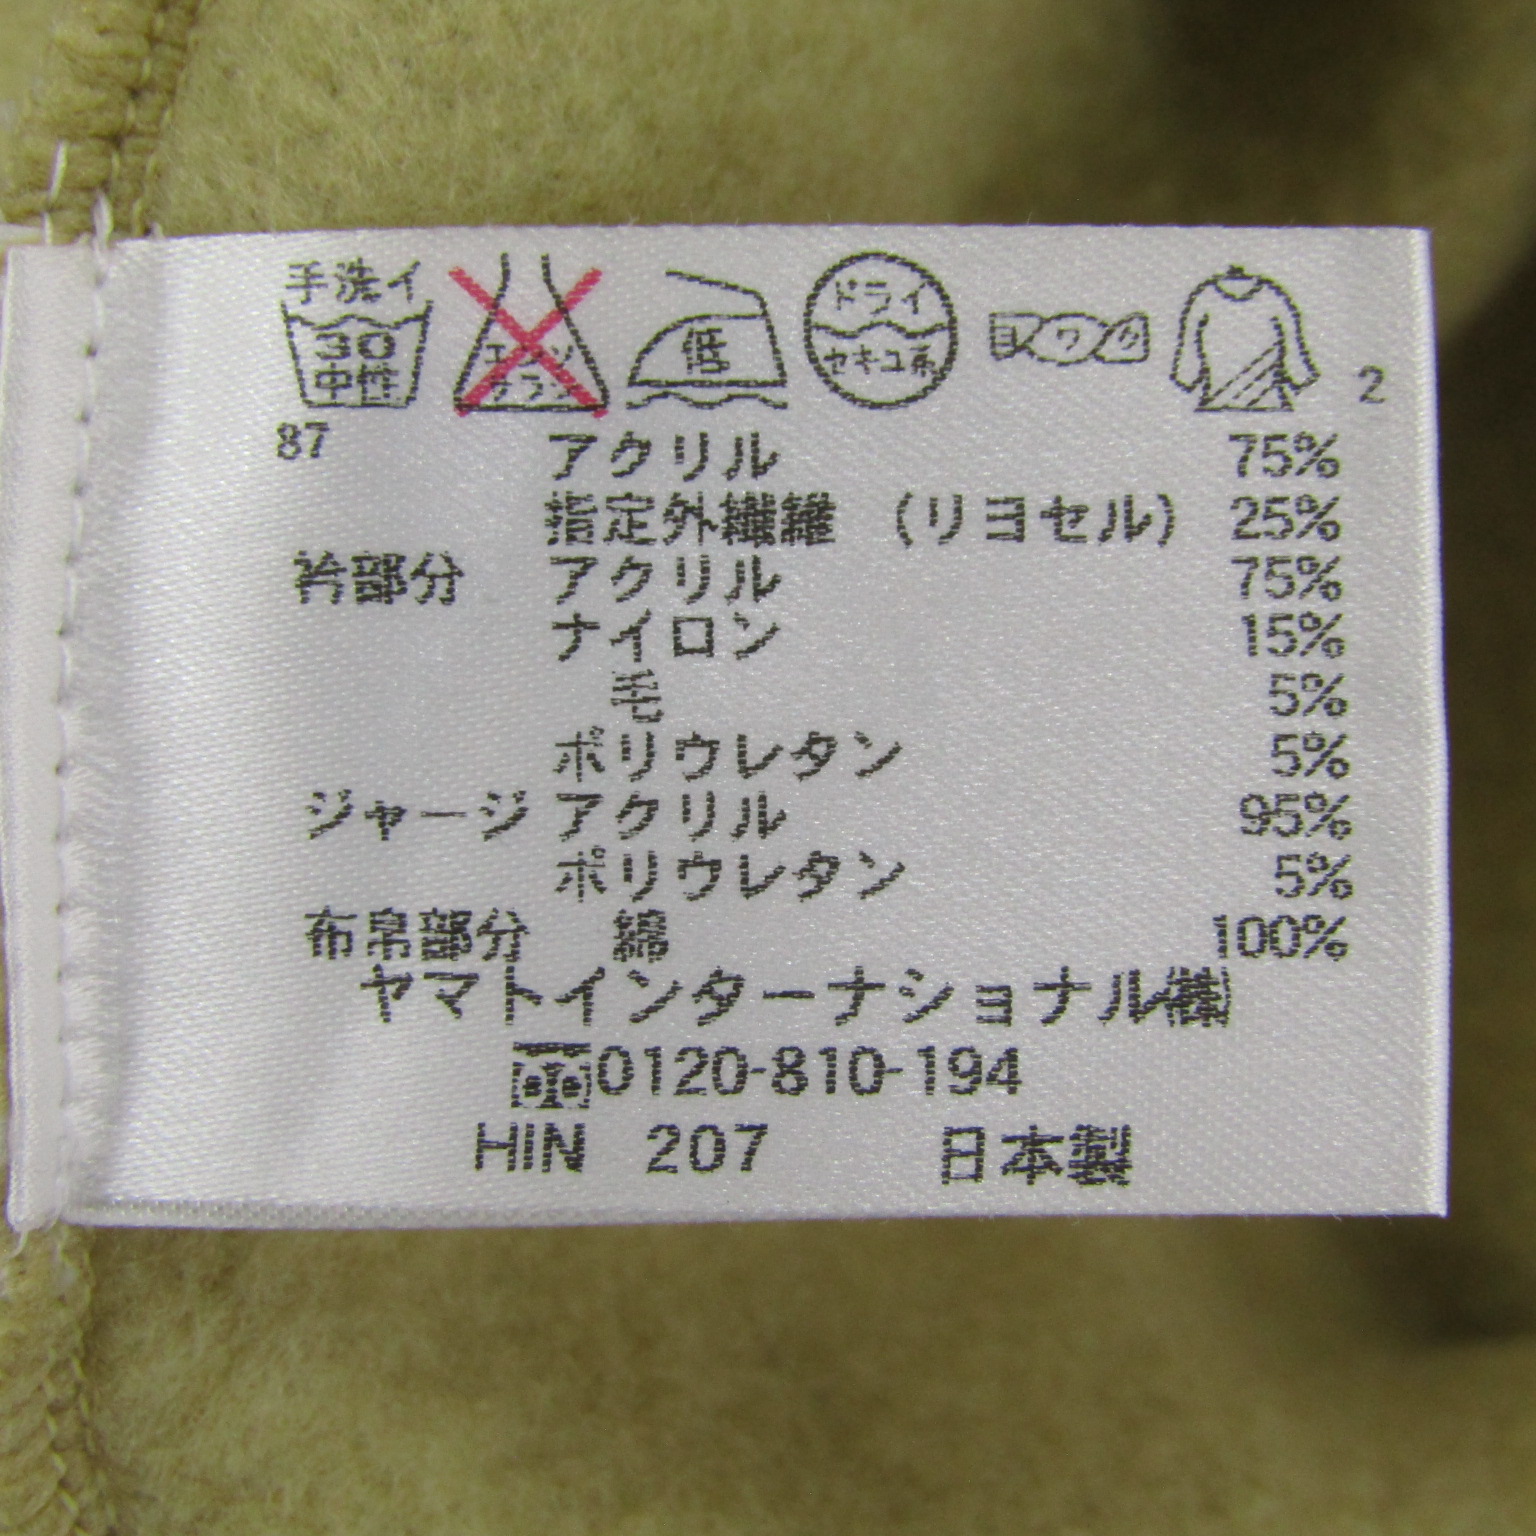 手洗イ 30 中性 エンソ サラシ 低 ドライ セキユ系 ヨワク 2
87 アクリル 75%
指定外繊維 (リヨセル) 25%
衿部分 アクリル 75%
ナイロン 15%
毛 5%
ポリウレタン 5%
ジャージ アクリル 95%
ポリウレタン 5%
布帛部分 綿 100%
ヤマトインターナショナル㈱
0120-810-194
HIN 207 日本製